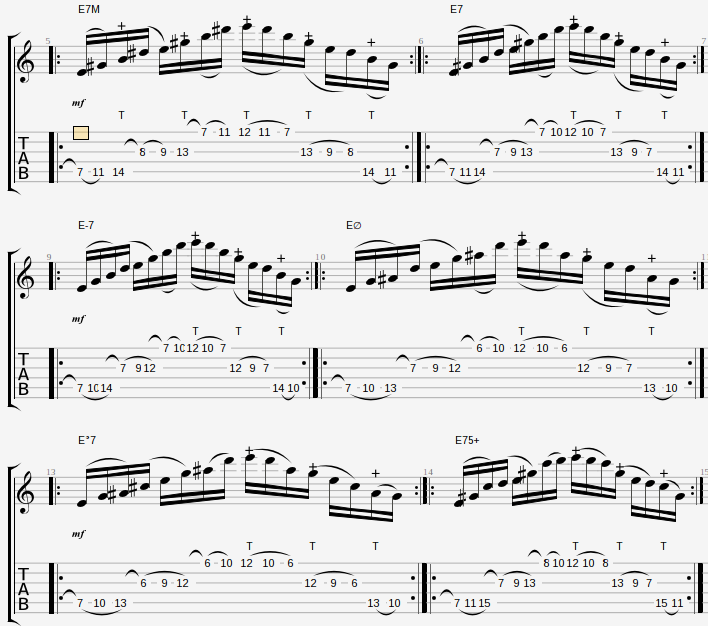 E7M E7
5 6 7
mf
T T T T T T T T
7 11 12 11 7 7 10 12 10 7
T 8 9 13 13 9 8 7 9 13 13 9 7
A
B 7 11 14 14 11 7 11 14 14 11
E-7 E∅
9 10
mf
T T T T T T
7 10 12 10 7 6 10 12 10 6
T 7 9 12 12 9 7 7 9 12 12 9 7
A
B 7 10 14 14 10 7 10 13 13 10
E°7 E75+
13 14 15
mf
T T T T T T
6 10 12 10 6 8 10 12 10 8
T 6 9 12 12 9 6 7 9 13 13 9 7
A
B 7 10 13 13 10 7 11 15 15 11